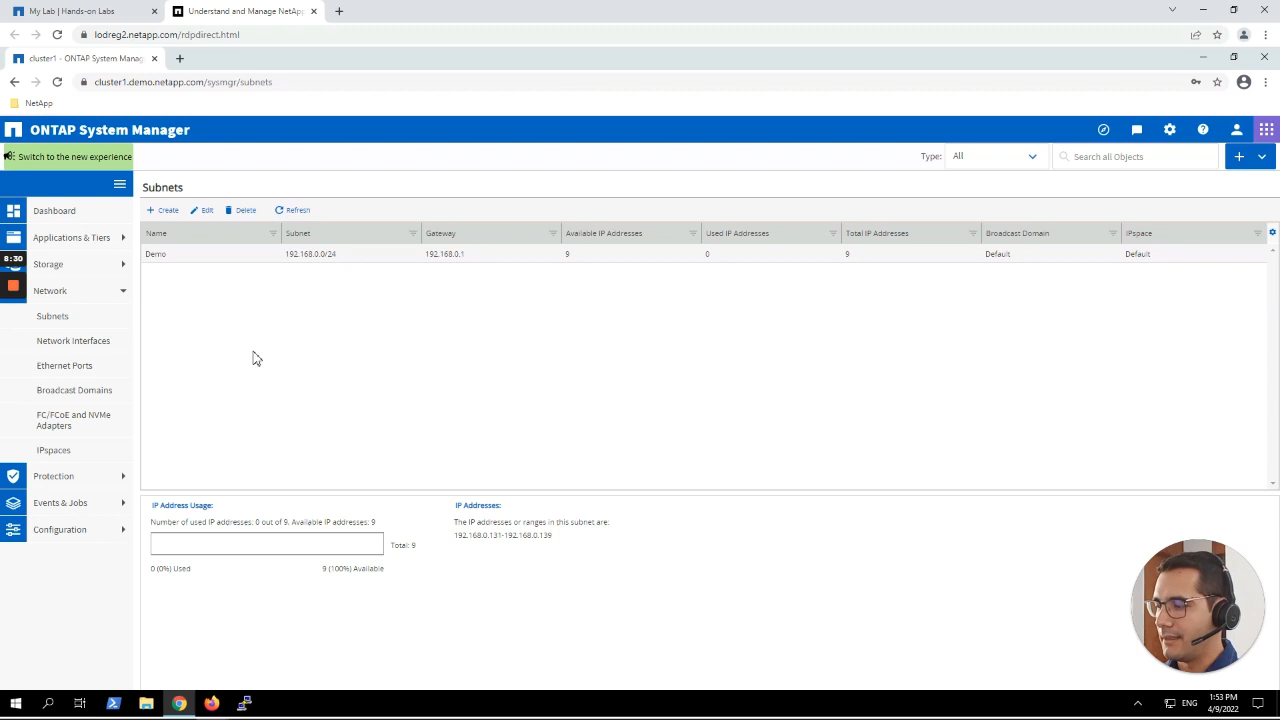 My Lab | Hands-on Labs
Understand and Manage NetApp
lodreg2.netapp.com/rdpdirect.html
cluster1 - ONTAP System Manag
cluster1.demo.netapp.com/sysmgr/subnets
NetApp
ONTAP System Manager
Switch to the new experience
Type: All
Search all Objects
Subnets
Create Edit Delete Refresh
Name Subnet Gateway Available IP Addresses Used IP Addresses Total IP Addresses Broadcast Domain IPspace
Demo 192.168.0.0/24 192.168.0.1 9 0 9 Default Default
Dashboard
Applications & Tiers
8:30
Storage
Network
Subnets
Network Interfaces
Ethernet Ports
Broadcast Domains
FC/FCoE and NVMe
Adapters
IPspaces
Protection
Events & Jobs
Configuration
IP Address Usage:
Number of used IP addresses: 0 out of 9. Available IP addresses: 9
Total: 9
0 (0%) Used
9 (100%) Available
IP Addresses:
The IP addresses or ranges in this subnet are:
192.168.0.131-192.168.0.139
ENG
1:53 PM
4/9/2022